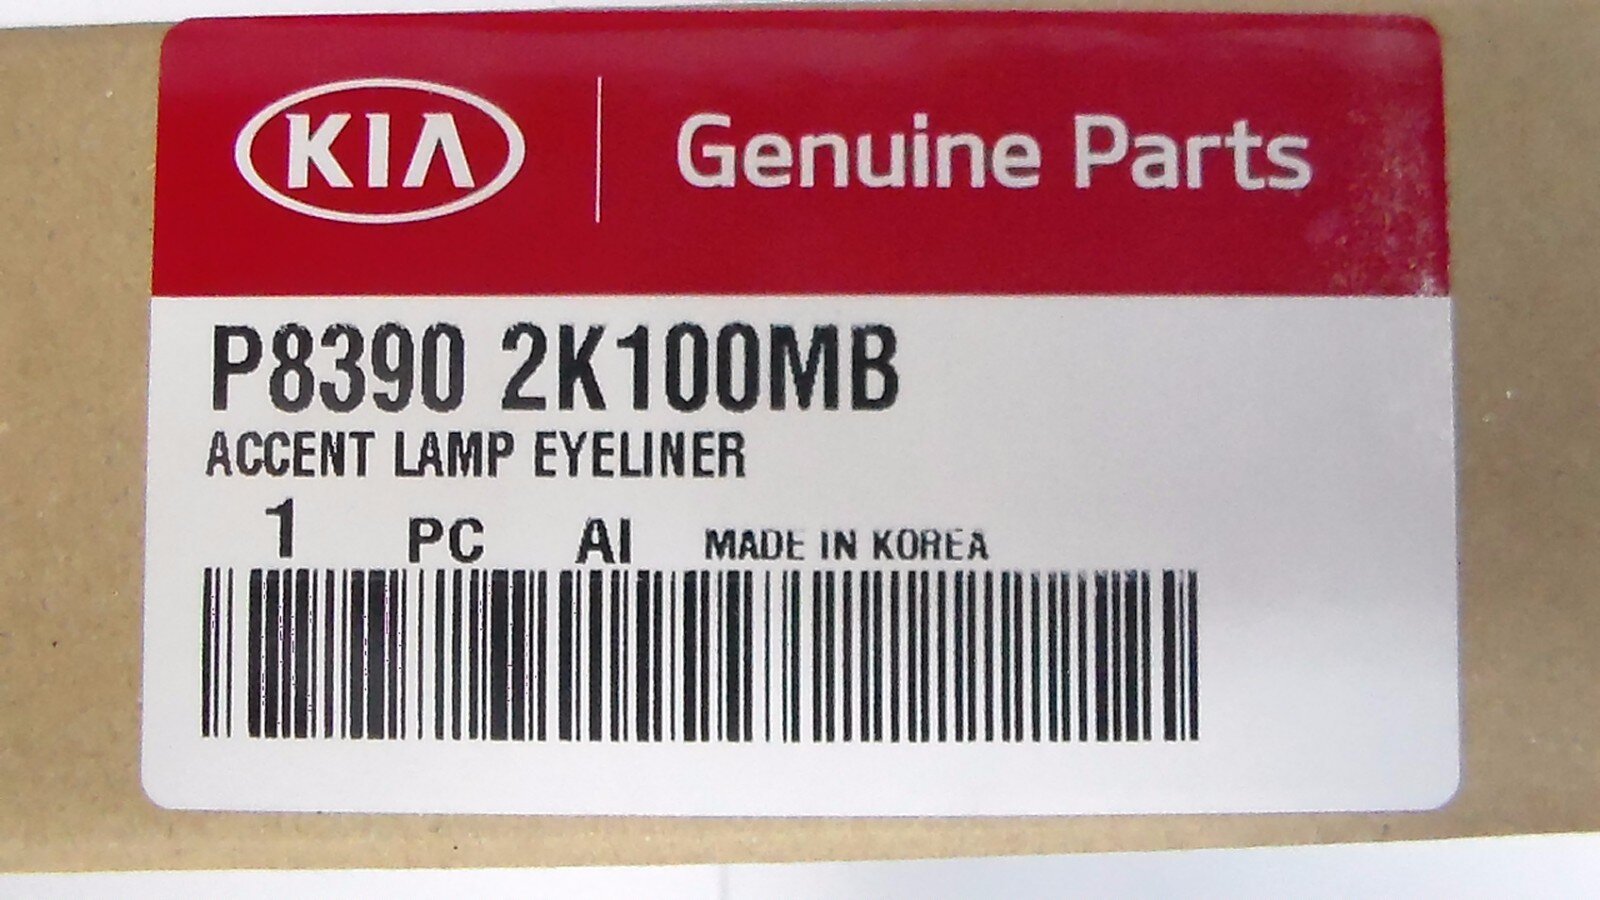 KIA Genuine Parts
P8390 2K100MB
ACCENT LAMP EYELINER
1 PC AI MADE IN KOREA